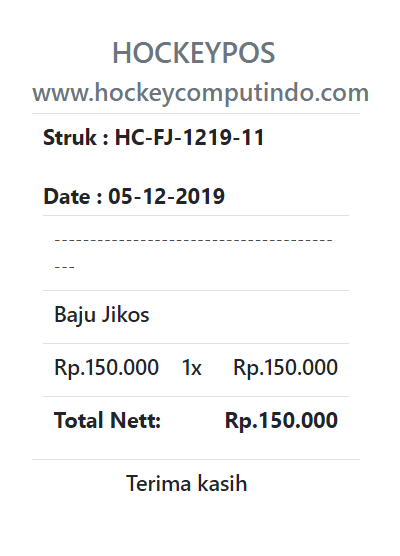 HOCKEYPOS
www.hockeycomputindo.com
Struk : HC-FJ-1219-11
Date : 05-12-2019
---------------------------------------
---
Baju Jikos
Rp.150.000 1x Rp.150.000
Total Nett: Rp.150.000
Terima kasih